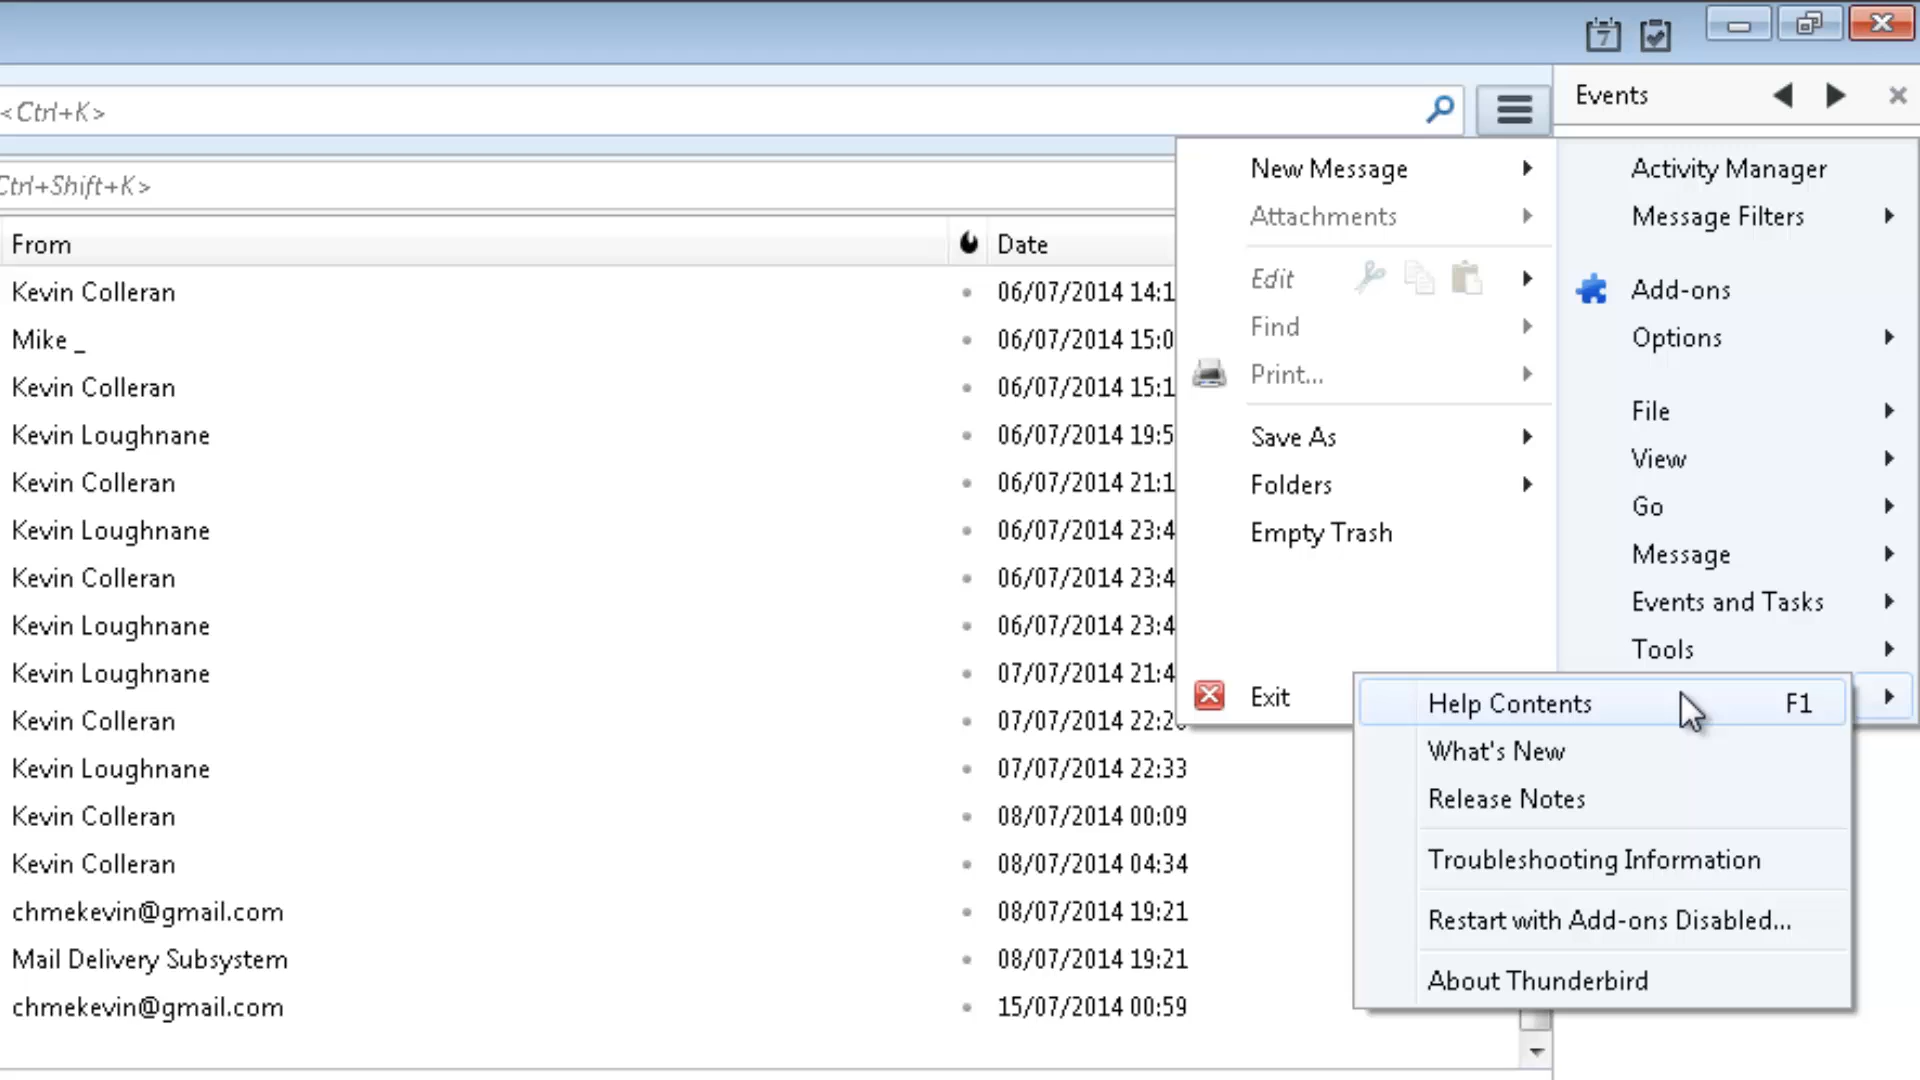 7
Events
<Ctrl+K>
Ctrl+Shift+K>
From Date
Kevin Colleran 06/07/2014 14:1
Mike _ 06/07/2014 15:0
Kevin Colleran 06/07/2014 15:1
Kevin Loughnane 06/07/2014 19:5
Kevin Colleran 06/07/2014 21:1
Kevin Loughnane 06/07/2014 23:4
Kevin Colleran 06/07/2014 23:4
Kevin Loughnane 06/07/2014 23:4
Kevin Loughnane 07/07/2014 21:4
Kevin Colleran 07/07/2014 22:2
Kevin Loughnane 07/07/2014 22:33
Kevin Colleran 08/07/2014 00:09
Kevin Colleran 08/07/2014 04:34
chmekevin@gmail.com 08/07/2014 19:21
Mail Delivery Subsystem 08/07/2014 19:21
chmekevin@gmail.com 15/07/2014 00:59
New Message
Attachments
Edit
Find
Print...
Save As
Folders
Empty Trash
Exit
Activity Manager
Message Filters
Add-ons
Options
File
View
Go
Message
Events and Tasks
Tools
Help Contents F1
What's New
Release Notes
Troubleshooting Information
Restart with Add-ons Disabled...
About Thunderbird